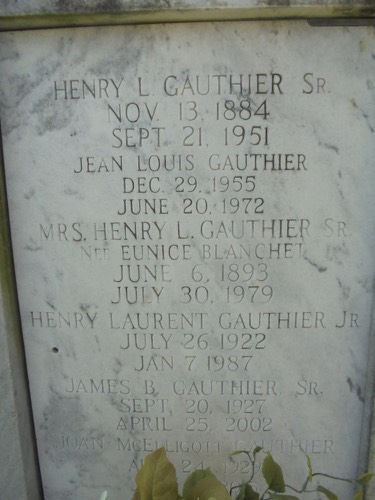 HENRY L. GAUTHIER SR.
NOV. 13, 1884
SEPT. 21, 1951
JEAN LOUIS GAUTHIER
DEC. 29, 1955
JUNE 20, 1972
MRS. HENRY L. GAUTHIER SR.
NEE EUNICE BLANCHET
JUNE 6, 1893
JULY 30, 1979
HENRY LAURENT GAUTHIER JR.
JULY 26 1922
JAN 7 1987
JAMES B. GAUTHIER, SR.
SEPT. 20, 1927
APRIL 25, 2002
JOAN MCELLIGOTT GAUTHIER
24